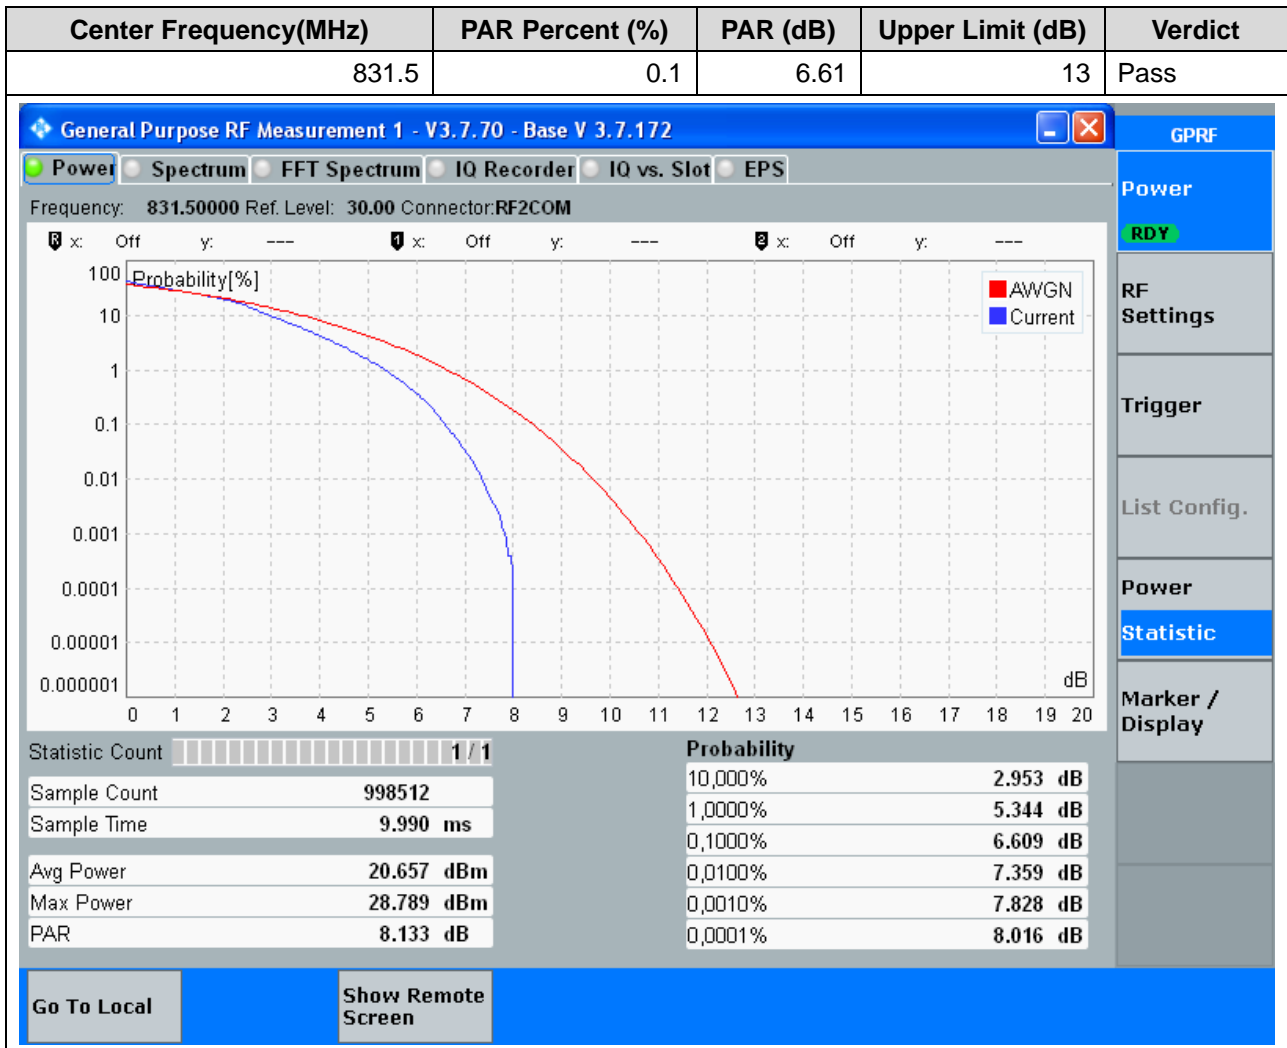 Center Frequency(MHz) PAR Percent (%) PAR (dB) Upper Limit (dB) Verdict
831.5 0.1 6.61 13 Pass
General Purpose RF Measurement 1 - V3.7.70 - Base V 3.7.172
GPRF
Power Spectrum FFT Spectrum IQ Recorder IQ vs. Slot EPS
Power
RDY
Frequency: 831.50000 Ref. Level: 30.00 Connector:RF2COM
R x: Off y: --- 1 x: Off y: --- 2 x: Off y: ---
Probability[%]
100
10
1
0.1
0.01
0.001
0.0001
0.00001
0.000001
AWGN
Current
dB
0 1 2 3 4 5 6 7 8 9 10 11 12 13 14 15 16 17 18 19 20
RF
Settings
Trigger
List Config.
Power
Statistic
Marker /
Display
Statistic Count 1 / 1
Sample Count 998512
Sample Time 9.990 ms
Avg Power 20.657 dBm
Max Power 28.789 dBm
PAR 8.133 dB
Probability
10,000% 2.953 dB
1,0000% 5.344 dB
0,1000% 6.609 dB
0,0100% 7.359 dB
0,0010% 7.828 dB
0,0001% 8.016 dB
Go To Local
Show Remote
Screen